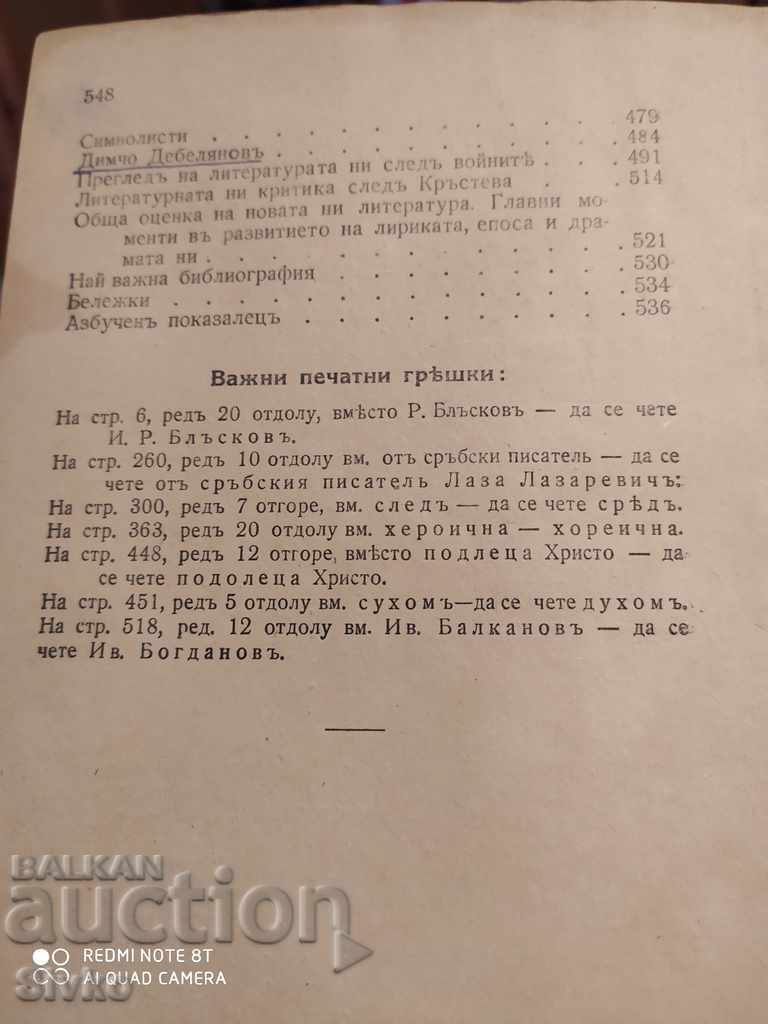 548
Символисти . . . . . . . . . . . . 479
Димчо Дебеляновъ . . . . . . . . . . 484
Прегледъ на литературата ни следъ войнитѣ . . . 491
Литературната ни критика следъ Кръстева . . 514
Обща оценка на новата ни литература. Главни мо-
менти въ развитието на лириката, епоса и дра-
мата ни . . . . . . . . . . . . 521
Най важна библиография . . . . . . . . . 530
Бележки . . . . . . . . . . . . . 534
Азбученъ показалецъ . . . . . . . . . . 536
Важни печатни грѣшки:
На стр. 6, редъ 20 отдолу, вмѣсто Р. Блъсковъ — да се чете
И. Р. Блъсковъ.
На стр. 260, редъ 10 отдолу вм. отъ сръбски писател — да се
чете отъ сръбския писатель Лаза Лазаревичъ;
На стр. 300, редъ 7 отгоре, вм. следъ — да се чете срѣдъ.
На стр. 363, редъ 20 отдолу вм. хероична — хореична.
На стр. 448, редъ 12 отгоре, вмѣсто подлеца Христо — да
се чете подолеца Христо.
На стр. 451, редъ 5 отдолу вм. сухомъ—да се чете духомъ.
На стр. 518, ред. 12 отдолу вм. Ив. Балкановъ — да се
чете Ив. Богдановъ.
BALKAN
auction
REDMI NOTE 8T
AI QUAD CAMERA
Sivko